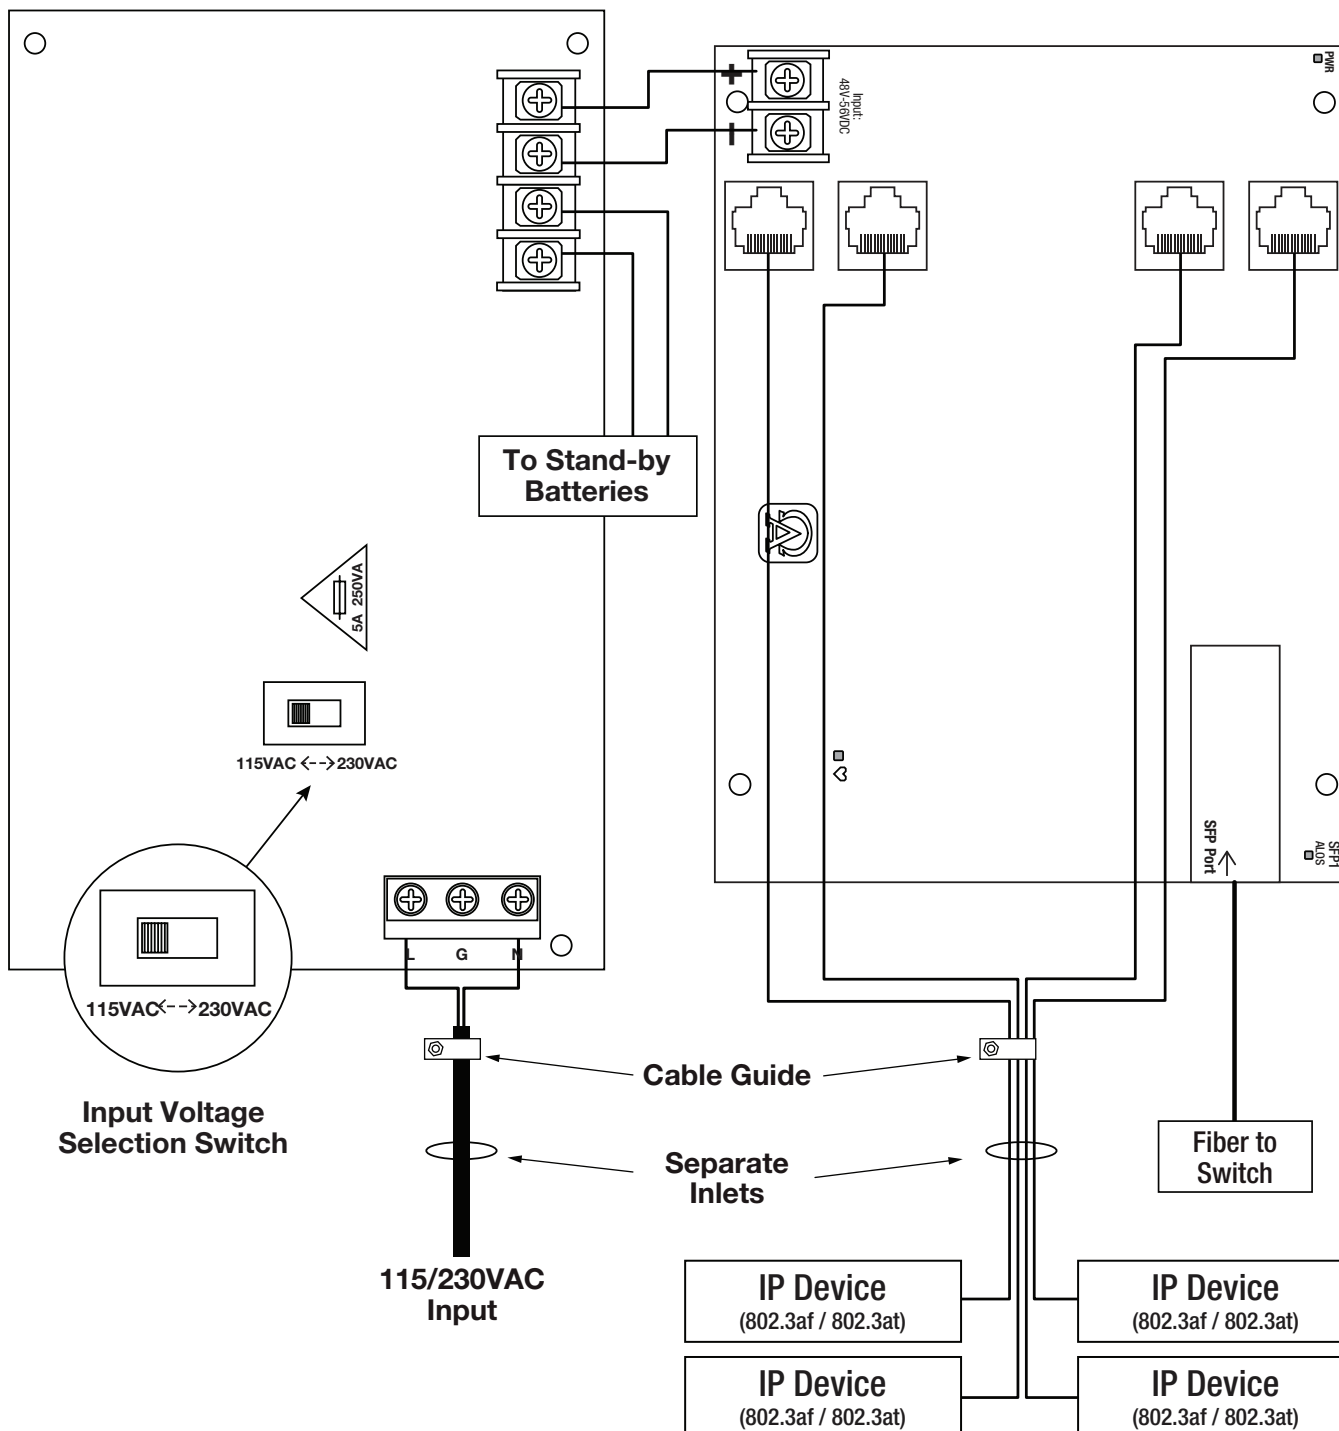 +
Input:
48V-56VDC
PWR
–
To Stand-by
Batteries
5A 250VA
115VAC <--> 230VAC
SFP Port
SFP1
ALOS
L G N
115VAC <--> 230VAC
Input Voltage
Selection Switch
Cable Guide
Separate
Inlets
Fiber to
Switch
115/230VAC
Input
IP Device
(802.3af / 802.3at)
IP Device
(802.3af / 802.3at)
IP Device
(802.3af / 802.3at)
IP Device
(802.3af / 802.3at)